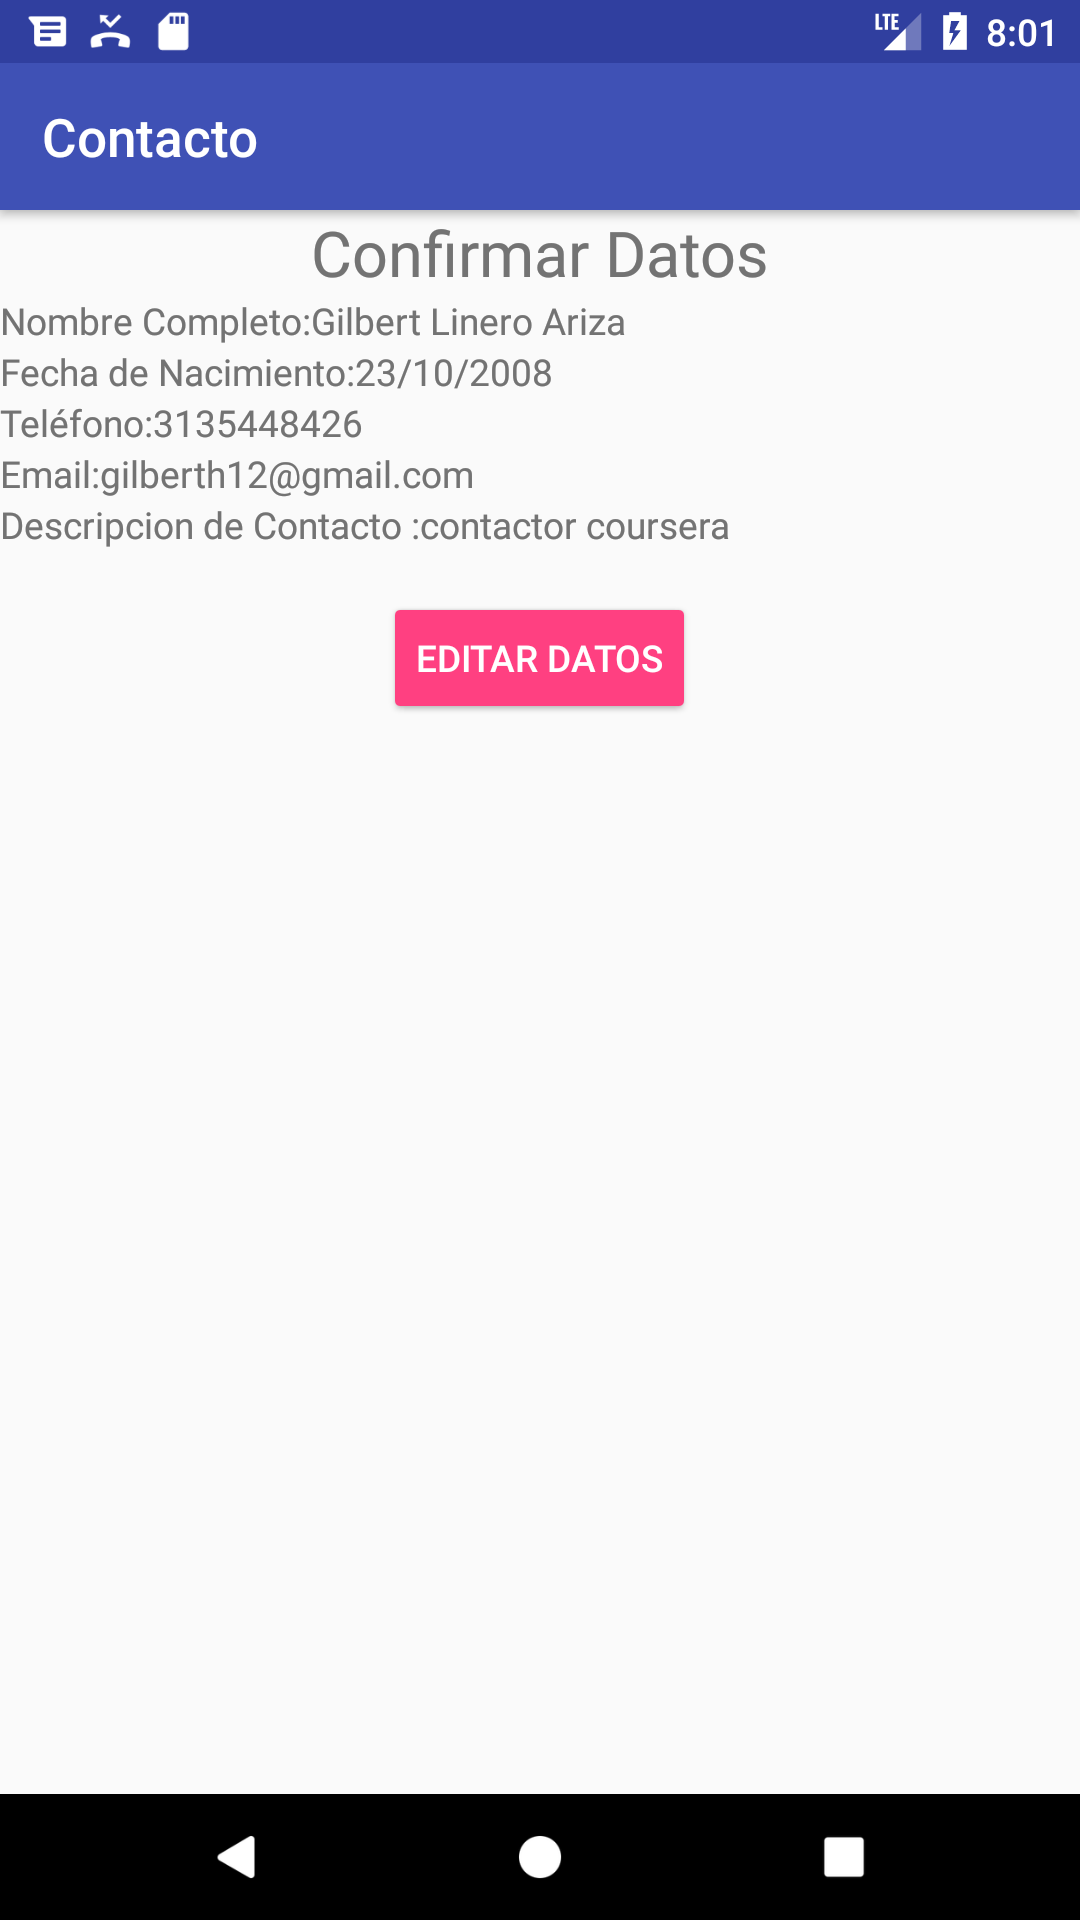 LTE 8:01
Contacto
Confirmar Datos
Nombre Completo:Gilbert Linero Ariza
Fecha de Nacimiento:23/10/2008
Teléfono:3135448426
Email:gilberth12@gmail.com
Descripcion de Contacto :contactor coursera
EDITAR DATOS